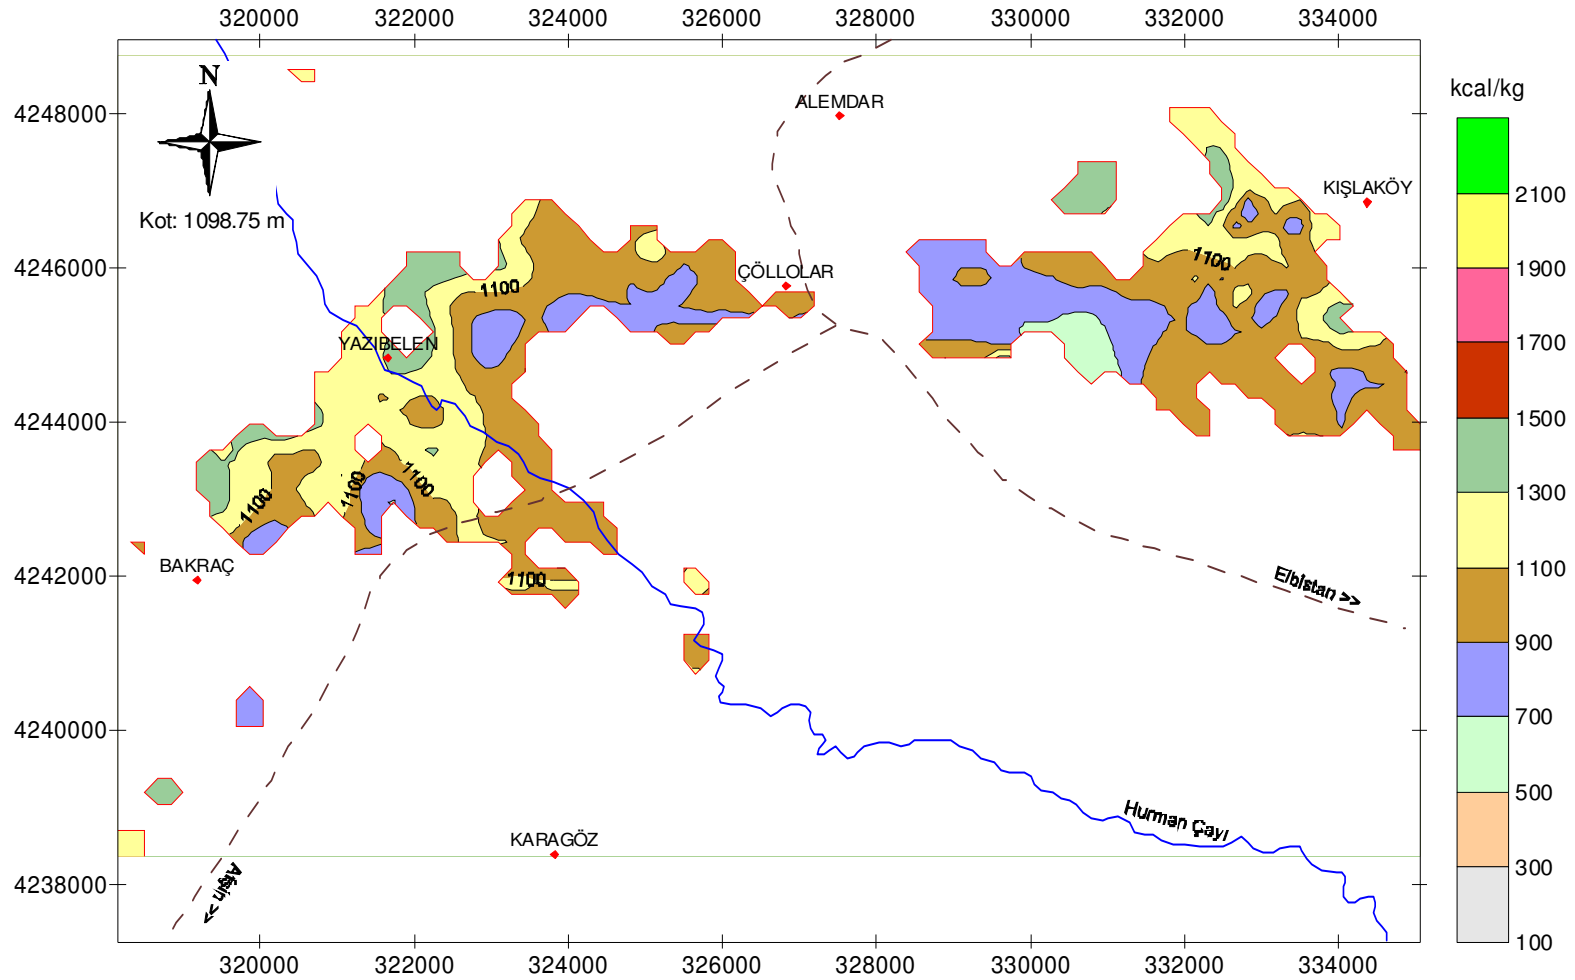 320000 322000 324000 326000 328000 330000 332000 334000
N
kcal/kg
4248000
ALEMDAR
KIŞLAKÖY
2100
Kot: 1098.75 m
1900
4246000
1100
ÇÖLLOLAR
1100
1700
YAZIBELEN
1500
4244000
1100
1100
1100
1300
4242000
BAKRAÇ
1100
Elbistan >>
1100
900
4240000
700
Hurman Çayı
500
KARAGÖZ
4238000
Afşin >>
300
100
320000 322000 324000 326000 328000 330000 332000 334000